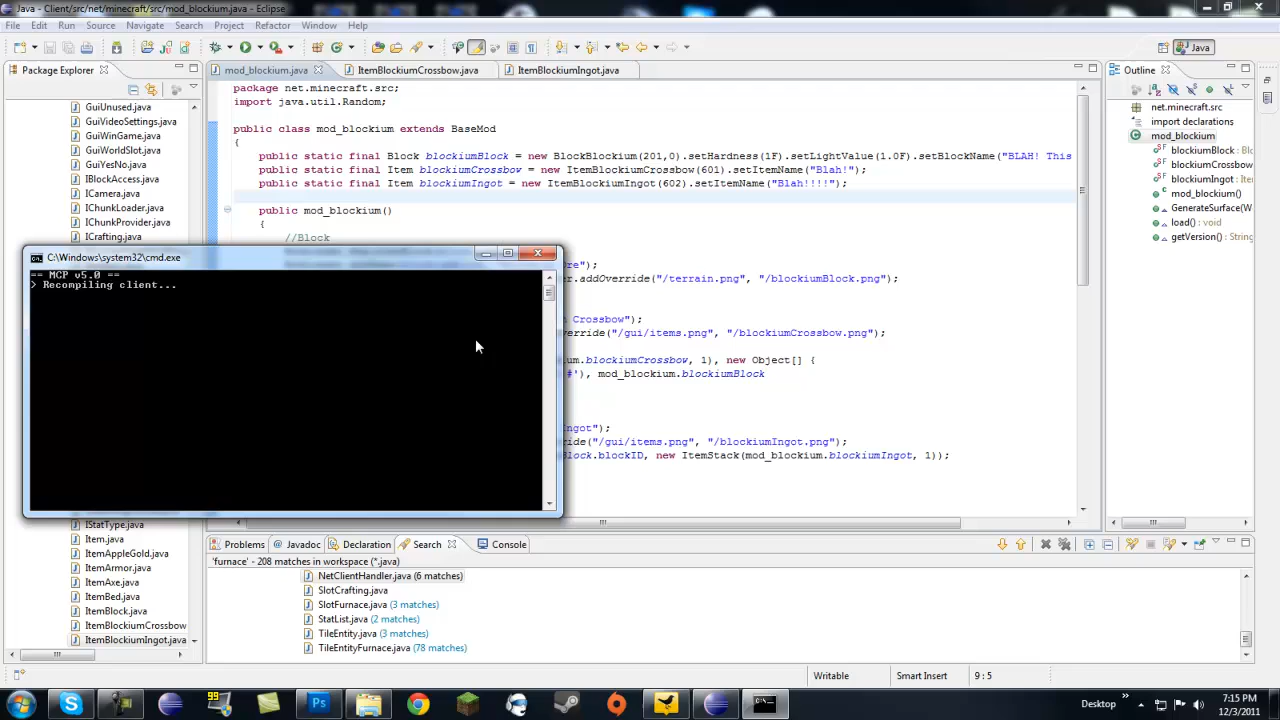 Java - Client/src/net/minecraft/src/mod_blockium.java - Eclipse
File Edit Run Source Navigate Search Project Refactor Window Help
Java
Package Explorer
GuiUnused.java
GuiVideoSettings.java
GuiWinGame.java
GuiWorldSlot.java
GuiYesNo.java
IBlockAccess.java
ICamera.java
IChunkLoader.java
IChunkProvider.java
ICrafting.java
IStatType.java
Item.java
ItemAppleGold.java
ItemArmor.java
ItemAxe.java
ItemBed.java
ItemBlock.java
ItemBlockiumCrossbow
ItemBlockiumIngot.java
mod_blockium.java
ItemBlockiumCrossbow.java
ItemBlockiumIngot.java
package net.minecraft.src;
import java.util.Random;
public class mod_blockium extends BaseMod
{
public static final Block blockiumBlock = new BlockBlockium(201,0).setHardness(1F).setLightValue(1.0F).setBlockName("BLAH! This
public static final Item blockiumCrossbow = new ItemBlockiumCrossbow(601).setItemName("Blah!");
public static final Item blockiumIngot = new ItemBlockiumIngot(602).setItemName("Blah!!!!");
public mod_blockium()
{
//Block
Ore");
er.addOverride("/terrain.png", "/blockiumBlock.png");
m Crossbow");
verride("/gui/items.png", "/blockiumCrossbow.png");
um.blockiumCrossbow, 1), new Object[] {
'#'), mod_blockium.blockiumBlock
Ingot");
ride("/gui/items.png", "/blockiumIngot.png");
Block.blockID, new ItemStack(mod_blockium.blockiumIngot, 1));
C:\Windows\system32\cmd.exe
== MCP v5.0 ==
> Recompiling client...
Outline
net.minecraft.src
import declarations
mod_blockium
blockiumBlock :
blockiumCrossbow
blockiumIngot : Item
mod_blockium()
GenerateSurface(W
load() : void
getVersion() : String
Problems Javadoc Declaration Search Console
'furnace' - 208 matches in workspace (*.java)
NetClientHandler.java (6 matches)
SlotCrafting.java
SlotFurnace.java (3 matches)
StatList.java (2 matches)
TileEntity.java (3 matches)
TileEntityFurnace.java (78 matches)
Writable Smart Insert 9 : 5
99
Ps
Desktop
7:15 PM
12/3/2011